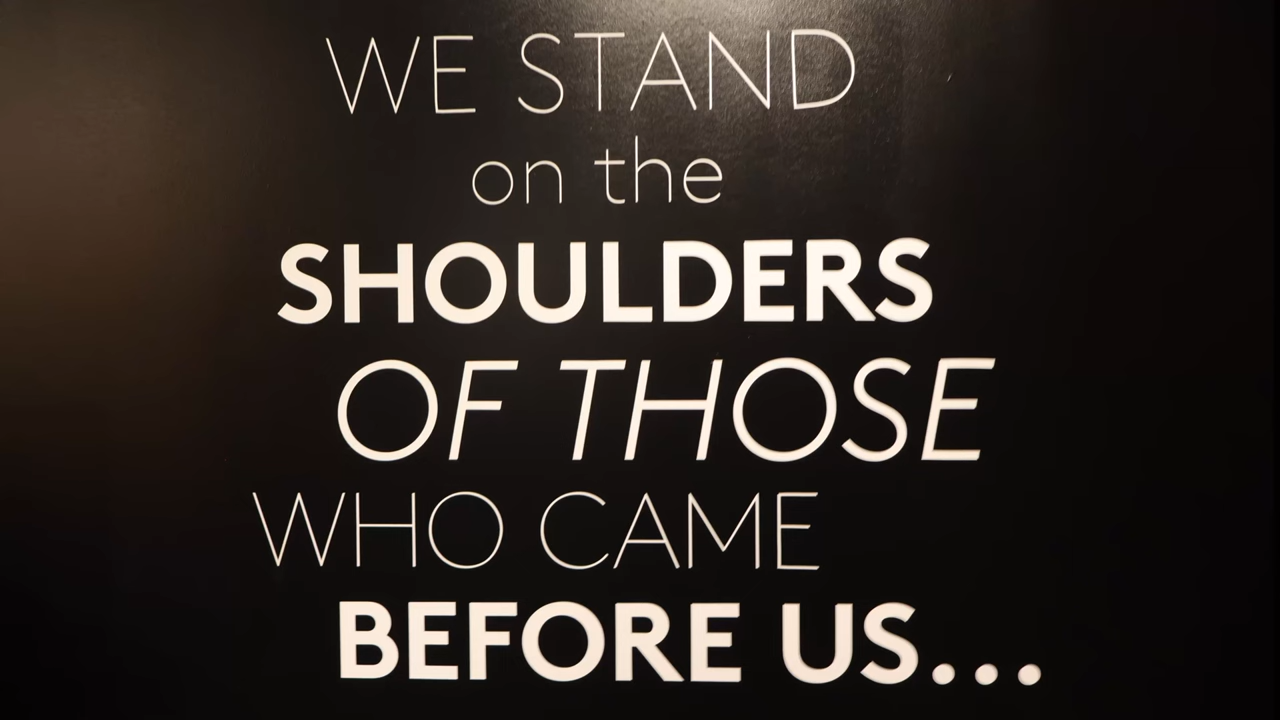 WE STAND
on the
SHOULDERS
OF THOSE
WHO CAME
BEFORE US...